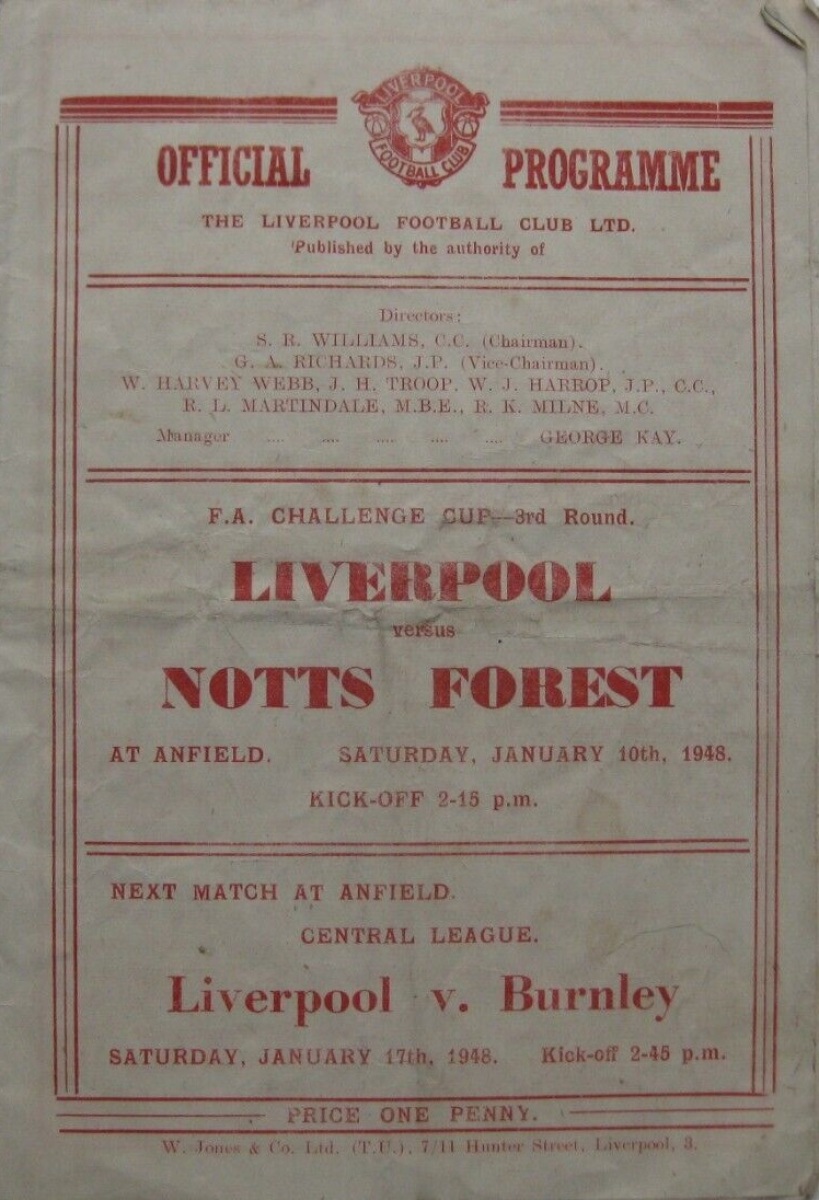 LIVERPOOL
FOOTBALL CLUB
OFFICIAL PROGRAMME
THE LIVERPOOL FOOTBALL CLUB LTD.
Published by the authority of
Directors:
S. R. WILLIAMS, C.C. (Chairman).
G. A. RICHARDS, J.P. (Vice-Chairman).
W. HARVEY WEBB, J. H. TROOP, W. J. HARROP, J.P., C.C.,
R. L. MARTINDALE, M.B.E., R. K. MILNE, M.C.
Manager .... .... .... .... .... GEORGE KAY.
F.A. CHALLENGE CUP—3rd Round.
LIVERPOOL
versus
NOTTS FOREST
AT ANFIELD. SATURDAY, JANUARY 10th, 1948.
KICK-OFF 2-15 p.m.
NEXT MATCH AT ANFIELD.
CENTRAL LEAGUE.
Liverpool v. Burnley
SATURDAY, JANUARY 17th, 1948. Kick-off 2-45 p.m.
PRICE ONE PENNY.
W. Jones & Co. Ltd. (T.U.), 7/11 Hunter Street, Liverpool, 3.